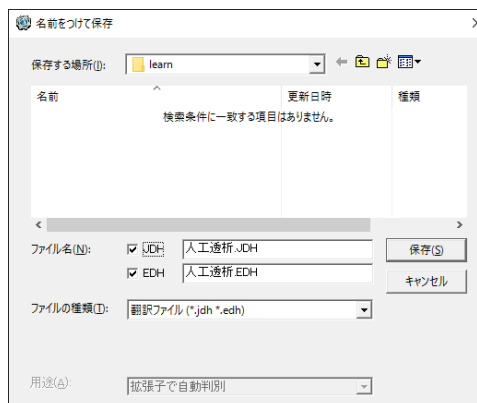 名前をつけて保存
保存する場所(I): learn
名前 更新日時 種類
検索条件に一致する項目はありません。
ファイル名(N): JDH 人工透析.JDH 保存(S)
EDH 人工透析.EDH キャンセル
ファイルの種類(T): 翻訳ファイル (*.jdh *.edh)
用途(A): 拡張子で自動判別